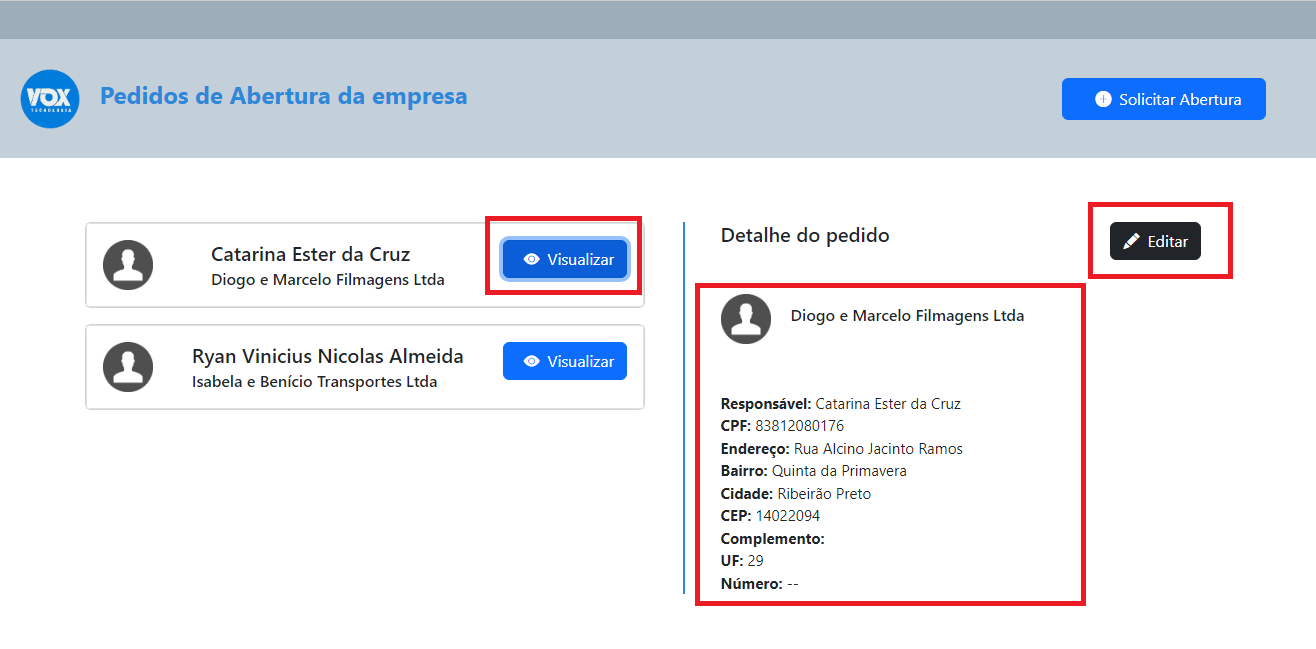 VOX
TECNOLOGIA
Pedidos de Abertura da empresa
Solicitar Abertura
Catarina Ester da Cruz
Diogo e Marcelo Filmagens Ltda
Visualizar
Ryan Vinicius Nicolas Almeida
Isabela e Benício Transportes Ltda
Visualizar
Detalhe do pedido
Editar
Diogo e Marcelo Filmagens Ltda
Responsável: Catarina Ester da Cruz
CPF: 83812080176
Endereço: Rua Alcino Jacinto Ramos
Bairro: Quinta da Primavera
Cidade: Ribeirão Preto
CEP: 14022094
Complemento:
UF: 29
Número: --